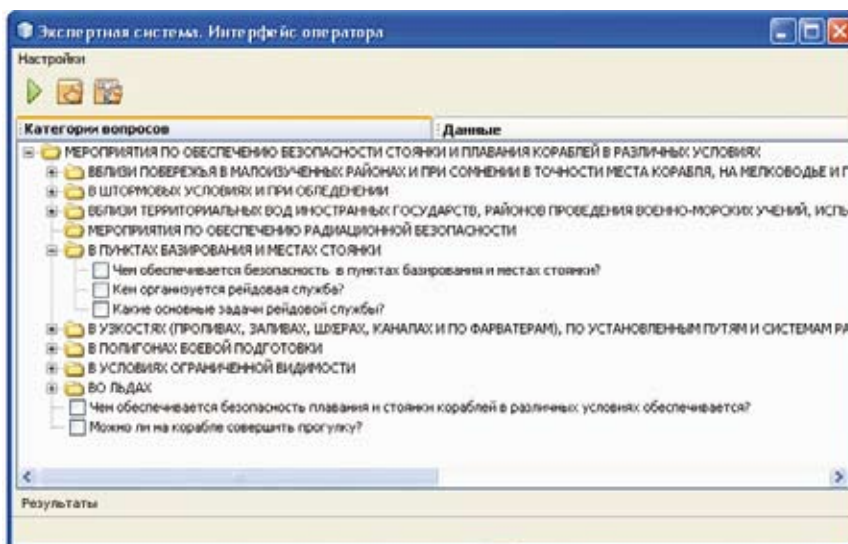 Экспертная система. Интерфейс оператора
Настройки
Категории вопросов Данные
МЕРОПРИЯТИЯ ПО ОБЕСПЕЧЕНИЮ БЕЗОПАСНОСТИ СТОЯНКИ И ПЛАВАНИЯ КОРАБЛЕЙ В РАЗЛИЧНЫХ УСЛОВИЯХ
ВБЛИЗИ ПОБЕРЕЖЬЯ В МАЛОИЗУЧЕННЫХ РАЙОНАХ И ПРИ СОМНЕНИИ В ТОЧНОСТИ МЕСТА КОРАБЛЯ, НА МЕЛКОВОДЬЕ И
В ШТОРМОВЫХ УСЛОВИЯХ И ПРИ ОБЛЕДЕНЕНИИ
ВБЛИЗИ ТЕРРИТОРИАЛЬНЫХ ВОД ИНОСТРАННЫХ ГОСУДАРСТВ, РАЙОНОВ ПРОВЕДЕНИЯ ВОЕННО-МОРСКИХ УЧЕНИЙ,
МЕРОПРИЯТИЯ ПО ОБЕСПЕЧЕНИЮ РАДИАЦИОННОЙ БЕЗОПАСНОСТИ
В ПУНКТАХ БАЗИРОВАНИЯ И МЕСТАХ СТОЯНКИ
Чем обеспечивается безопасность в пунктах базирования и местах стоянки?
Кем организуется рейдовая служба?
Какие основные задачи рейдовой службы?
В УЗКОСТЯХ (ПРОЛИВАХ, ЗАЛИВАХ, ШХЕРАХ, КАНАЛАХ И ПО ФАРВАТЕРАМ), ПО УСТАНОВЛЕННЫМ ПУТЯМ И СИСТЕМАМ
В ПОЛИГОНАХ БОЕВОЙ ПОДГОТОВКИ
В УСЛОВИЯХ ОГРАНИЧЕННОЙ ВИДИМОСТИ
ВО ЛЬДАХ
Чем обеспечивается безопасность плавания и стоянки кораблей в различных условиях обеспечивается?
Можно ли на корабле совершить прогулку?
Результаты